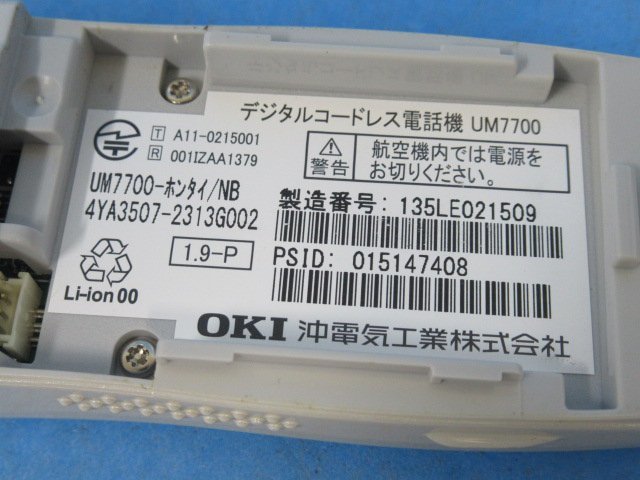 デジタルコードレス電話機 UM7700
T A11-0215001
R 001IZAA1379
警告
航空機内では電源を
お切りください。
UM7700-ホンタイ/NB
4YA3507-2313G002
製造番号: 135LE021509
1.9-P
PSID: 015147408
Li-ion 00
OKI 沖電気工業株式会社